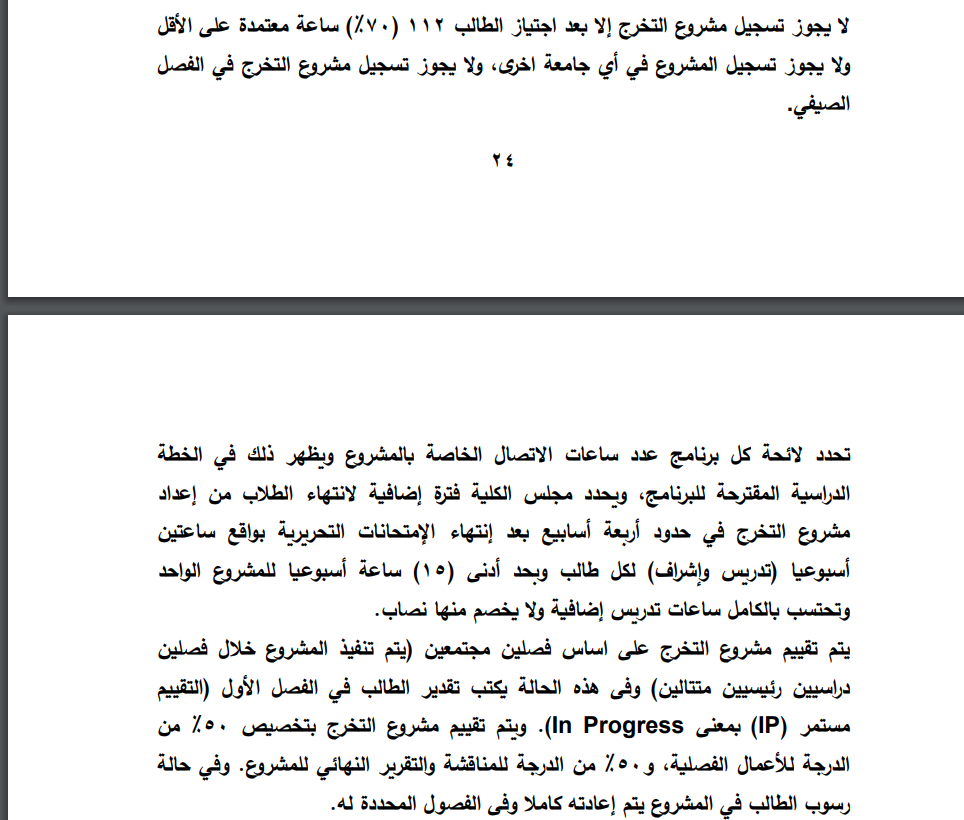 لا يجوز تسجيل مشروع التخرج إلا بعد اجتياز الطالب ١١٢ (٧٠٪) ساعة معتمدة على الأقل
ولا يجوز تسجيل المشروع في أي جامعة اخرى، ولا يجوز تسجيل مشروع التخرج في الفصل
الصيفي.
٢٤
تحدد لائحة كل برنامج عدد ساعات الاتصال الخاصة بالمشروع ويظهر ذلك في الخطة
الدراسية المقترحة للبرنامج، ويحدد مجلس الكلية فترة إضافية لانتهاء الطلاب من إعداد
مشروع التخرج في حدود أربعة أسابيع بعد إنتهاء الإمتحانات التحريرية بواقع ساعتين
أسبوعيا (تدريس وإشراف) لكل طالب وبحد أدنى (١٥) ساعة أسبوعيا للمشروع الواحد
وتحتسب بالكامل ساعات تدريس إضافية ولا يخصم منها نصاب.
يتم تقييم مشروع التخرج على اساس فصلين مجتمعين (يتم تنفيذ المشروع خلال فصلين
دراسيين رئيسيين متتالين) وفى هذه الحالة يكتب تقدير الطالب في الفصل الأول (التقييم
مستمر (IP) بمعنى In Progress). ويتم تقييم مشروع التخرج بتخصيص ٥٠٪ من
الدرجة للأعمال الفصلية، و٥٠٪ من الدرجة للمناقشة والتقرير النهائي للمشروع. وفي حالة
رسوب الطالب في المشروع يتم إعادته كاملا وفى الفصول المحددة له.